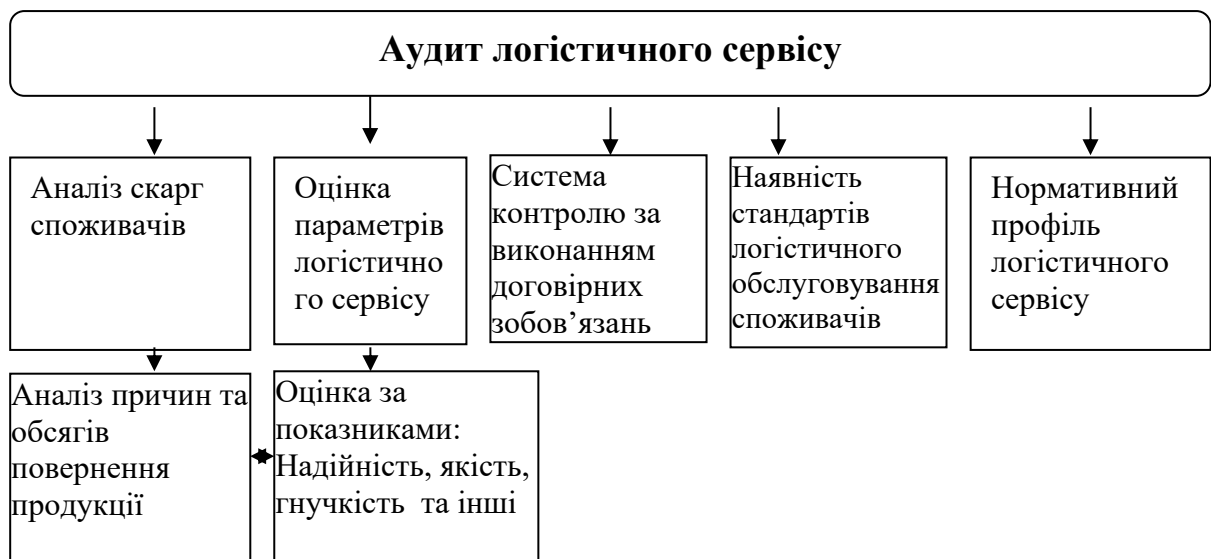 Аудит логістичного сервісу
Аналіз скарг
споживачів
Оцінка
параметрів
логістично
го сервісу
Система
контролю за
виконанням
договірних
зобов’язань
Наявність
стандартів
логістичного
обслуговування
споживачів
Нормативний
профіль
логістичного
сервісу
Аналіз причин та
обсягів
повернення
продукції
Оцінка за
показниками:
Надійність, якість,
гнучкість та інші